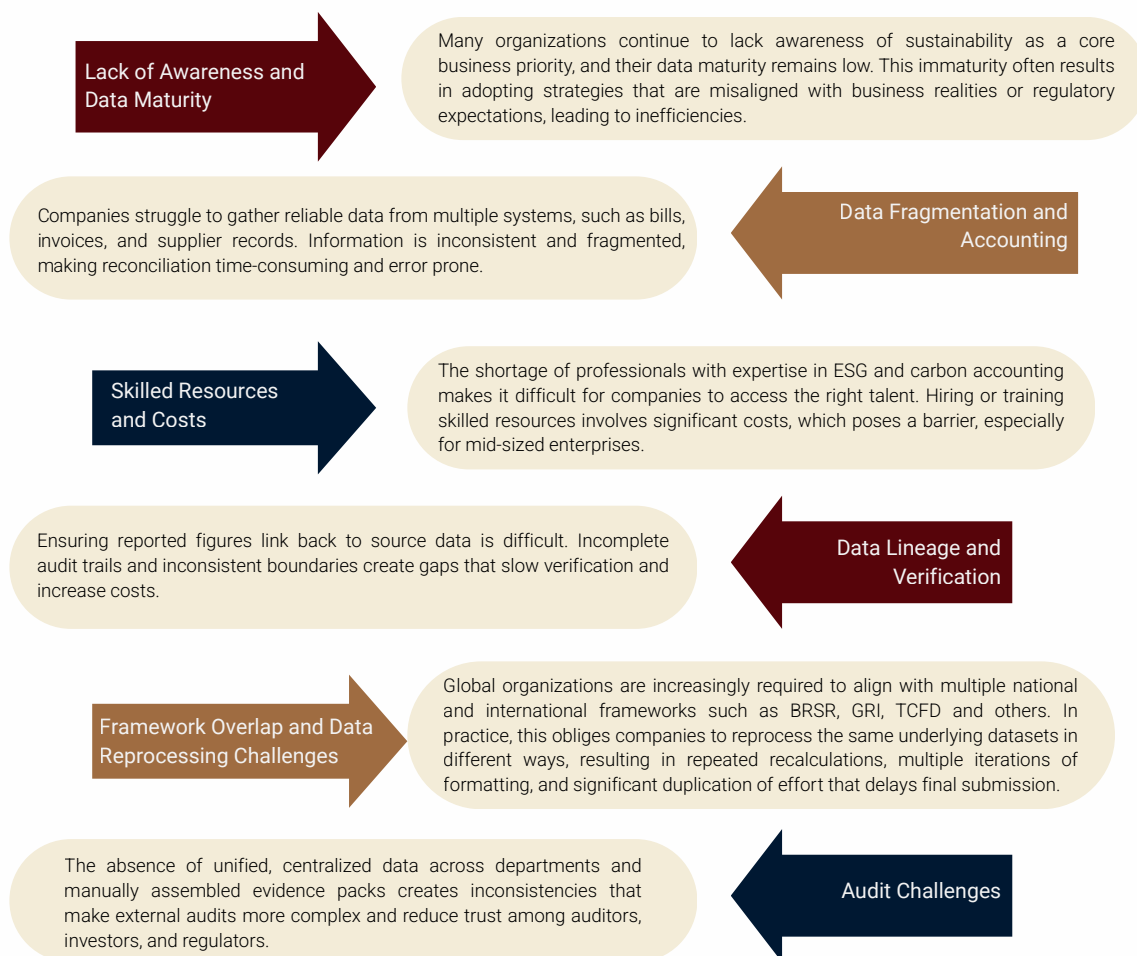 Lack of Awareness and
Data Maturity
Many organizations continue to lack awareness of sustainability as a core
business priority, and their data maturity remains low. This immaturity often results
in adopting strategies that are misaligned with business realities or regulatory
expectations, leading to inefficiencies.
Companies struggle to gather reliable data from multiple systems, such as bills,
invoices, and supplier records. Information is inconsistent and fragmented,
making reconciliation time-consuming and error prone.
Data Fragmentation and
Accounting
Skilled Resources
and Costs
The shortage of professionals with expertise in ESG and carbon accounting
makes it difficult for companies to access the right talent. Hiring or training
skilled resources involves significant costs, which poses a barrier, especially
for mid-sized enterprises.
Ensuring reported figures link back to source data is difficult. Incomplete
audit trails and inconsistent boundaries create gaps that slow verification and
increase costs.
Data Lineage and
Verification
Framework Overlap and Data
Reprocessing Challenges
Global organizations are increasingly required to align with multiple national
and international frameworks such as BRSR, GRI, TCFD and others. In
practice, this obliges companies to reprocess the same underlying datasets in
different ways, resulting in repeated recalculations, multiple iterations of
formatting, and significant duplication of effort that delays final submission.
The absence of unified, centralized data across departments and
manually assembled evidence packs creates inconsistencies that
make external audits more complex and reduce trust among auditors,
investors, and regulators.
Audit Challenges